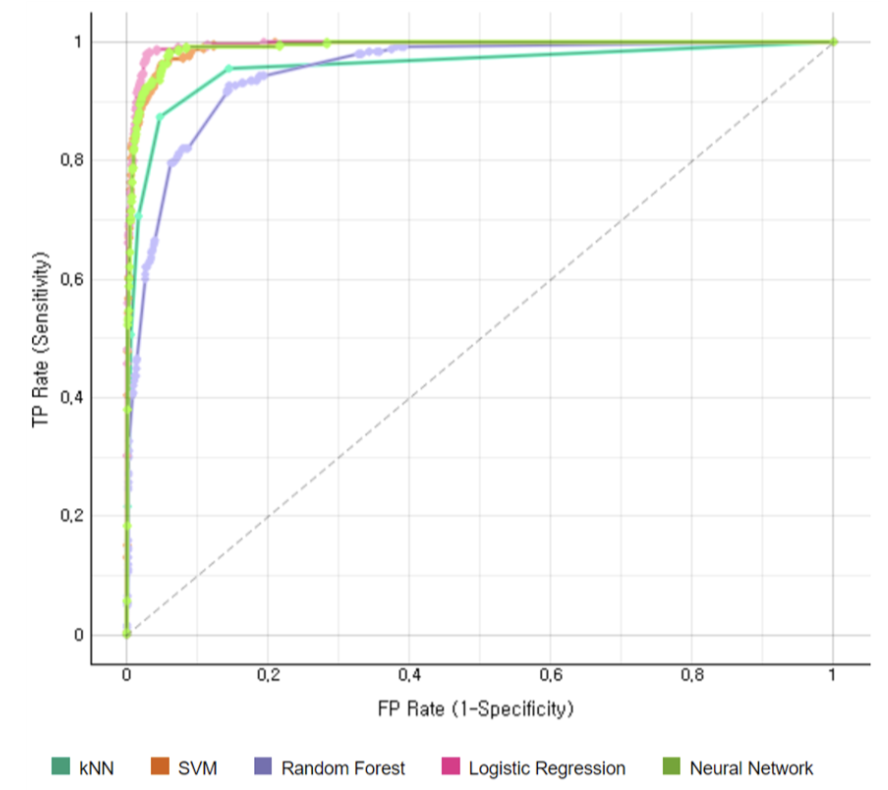 1
0,8
0,6
0,4
0,2
0
TP Rate (Sensitivity)
0 0,2 0,4 0,6 0,8 1
FP Rate (1-Specificity)
kNN SVM Random Forest Logistic Regression Neural Network